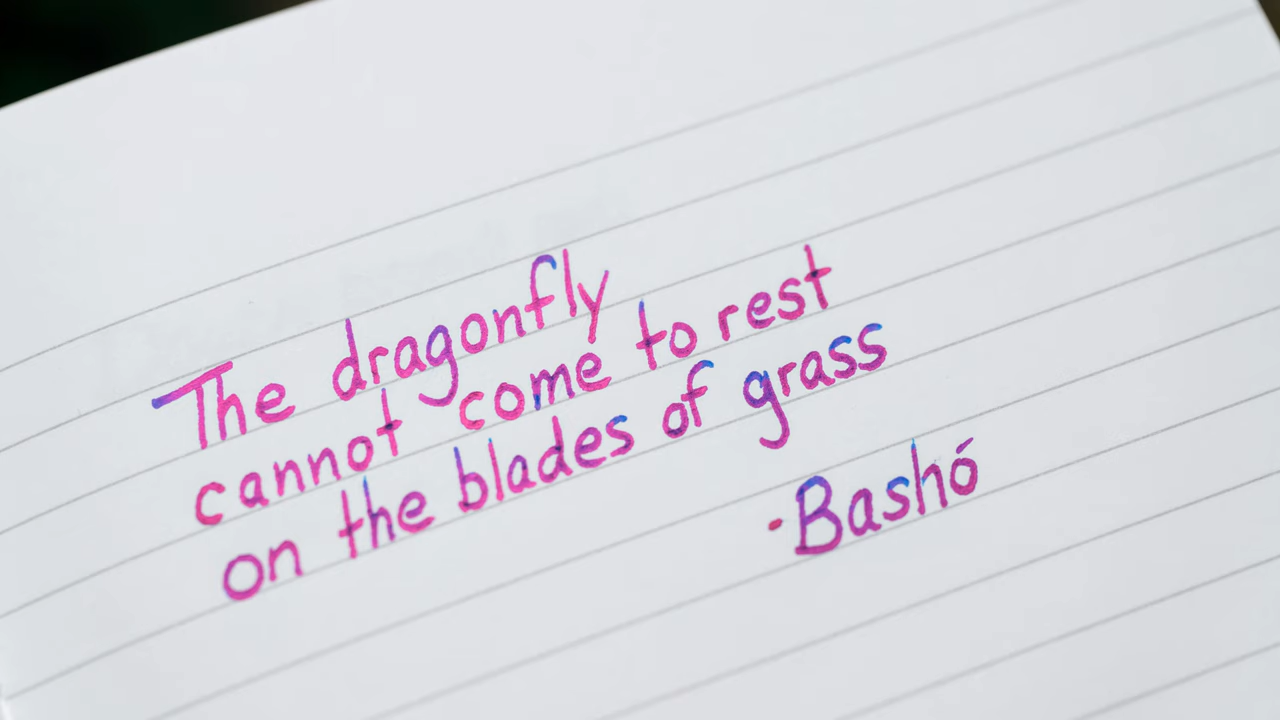 The dragonfly
cannot come to rest
on the blades of grass
-Bashó